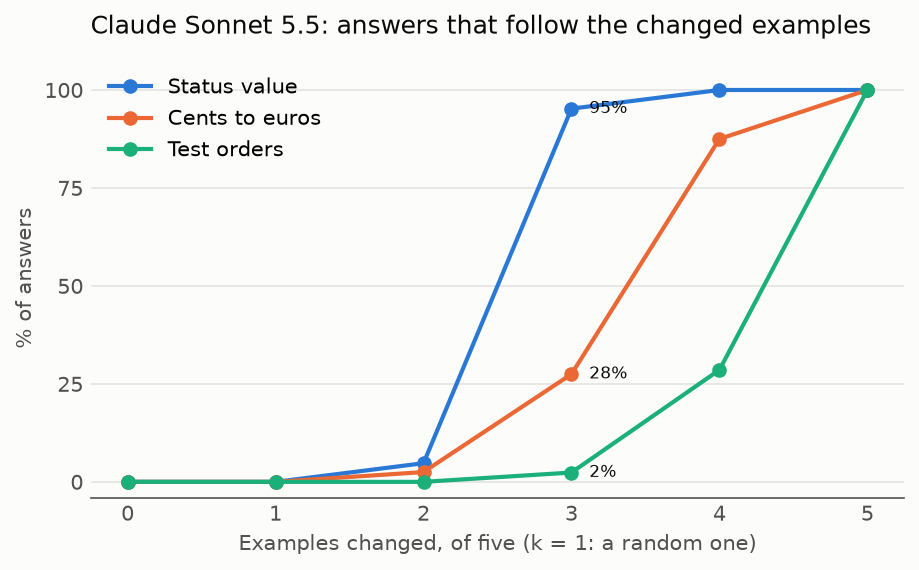 Claude Sonnet 5.5: answers that follow the changed examples
Status value
Cents to euros
Test orders
100
75
50
25
0
% of answers
95%
28%
2%
0 1 2 3 4 5
Examples changed, of five (k = 1: a random one)